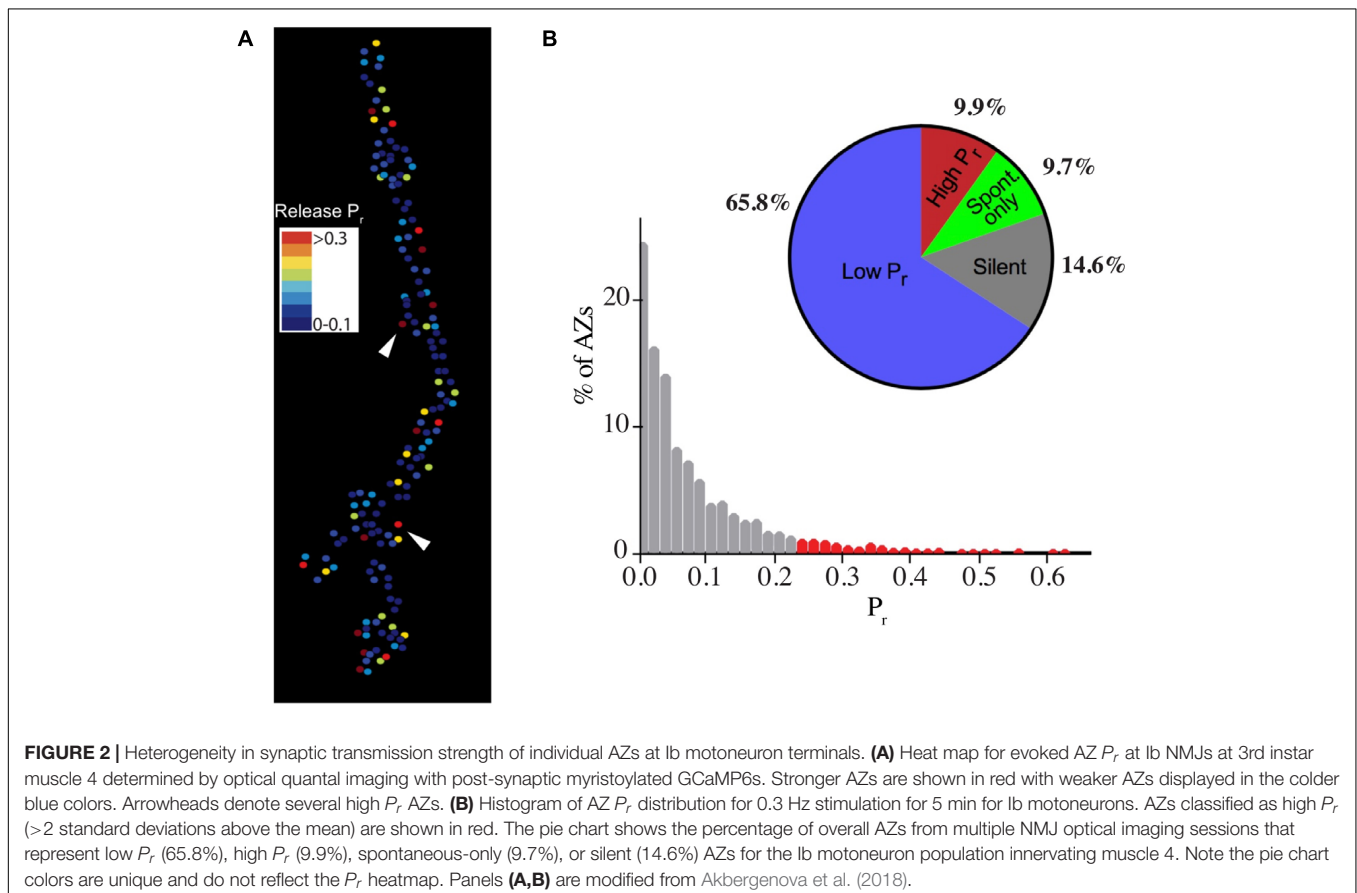 A
B
Release Pr
>0.3
0-0.1
9.9%
9.7%
65.8%
14.6%
High Pr
Spont.
only
Low Pr
Silent
% of AZs
20
10
0
0.0 0.1 0.2 0.3 0.4 0.5 0.6
Pr
FIGURE 2 | Heterogeneity in synaptic transmission strength of individual AZs at Ib motoneuron terminals. (A) Heat map for evoked AZ Pr at Ib NMJs at 3rd instar
muscle 4 determined by optical quantal imaging with post-synaptic myristoylated GCaMP6s. Stronger AZs are shown in red with weaker AZs displayed in the colder
blue colors. Arrowheads denote several high Pr AZs. (B) Histogram of AZ Pr distribution for 0.3 Hz stimulation for 5 min for Ib motoneurons. AZs classified as high Pr
(>2 standard deviations above the mean) are shown in red. The pie chart shows the percentage of overall AZs from multiple NMJ optical imaging sessions that
represent low Pr (65.8%), high Pr (9.9%), spontaneous-only (9.7%), or silent (14.6%) AZs for the Ib motoneuron population innervating muscle 4. Note the pie chart
colors are unique and do not reflect the Pr heatmap. Panels (A,B) are modified from Akbergenova et al. (2018).